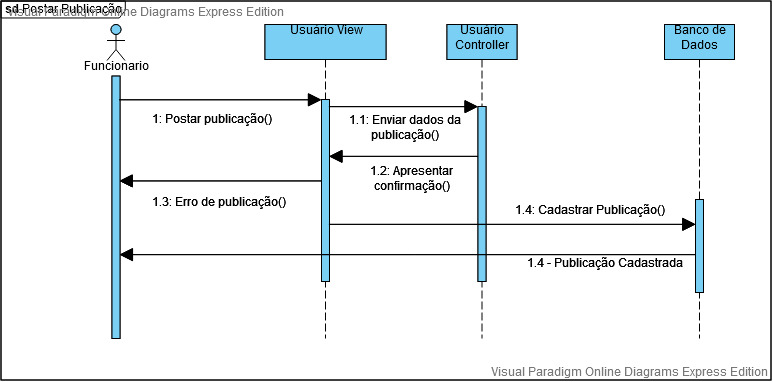 sd Postar Publicação
Visual Paradigm Online Diagrams Express Edition
Funcionario
Usuário View
Usuário
Controller
Banco de
Dados
1: Postar publicação()
1.1: Enviar dados da
publicação()
1.2: Apresentar
confirmação()
1.3: Erro de publicação()
1.4: Cadastrar Publicação()
1.4 - Publicação Cadastrada
Visual Paradigm Online Diagrams Express Edition